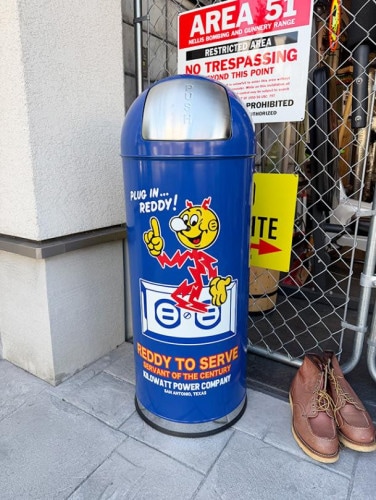 AREA 51
NELLIS BOMBING AND GUNNERY RANGE
RESTRICTED AREA
NO TRESPASSING
BEYOND THIS POINT
PROHIBITED
PUSH
PLUG IN...
REDDY!
ITE
REDDY TO SERVE
SERVANT OF THE CENTURY
KILOWATT POWER COMPANY
SAN ANTONIO, TEXAS